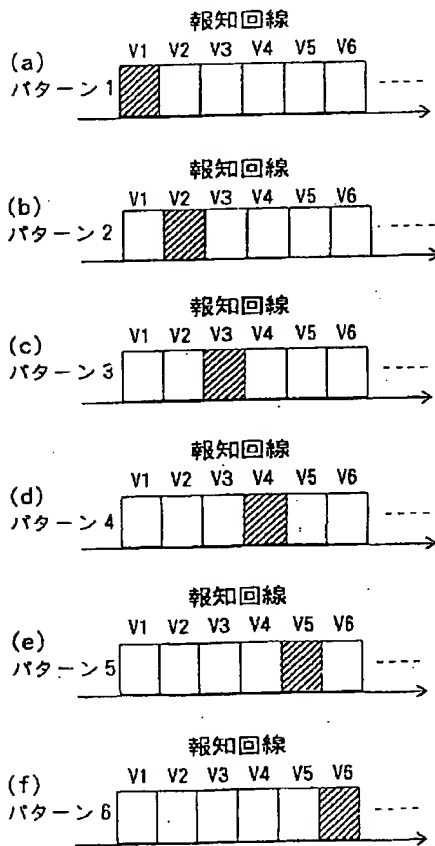 報知回線
V1 V2 V3 V4 V5 V6
(a)
パターン1
報知回線
V1 V2 V3 V4 V5 V6
(b)
パターン2
報知回線
V1 V2 V3 V4 V5 V6
(c)
パターン3
報知回線
V1 V2 V3 V4 V5 V6
(d)
パターン4
報知回線
V1 V2 V3 V4 V5 V6
(e)
パターン5
報知回線
V1 V2 V3 V4 V5 V6
(f)
パターン6